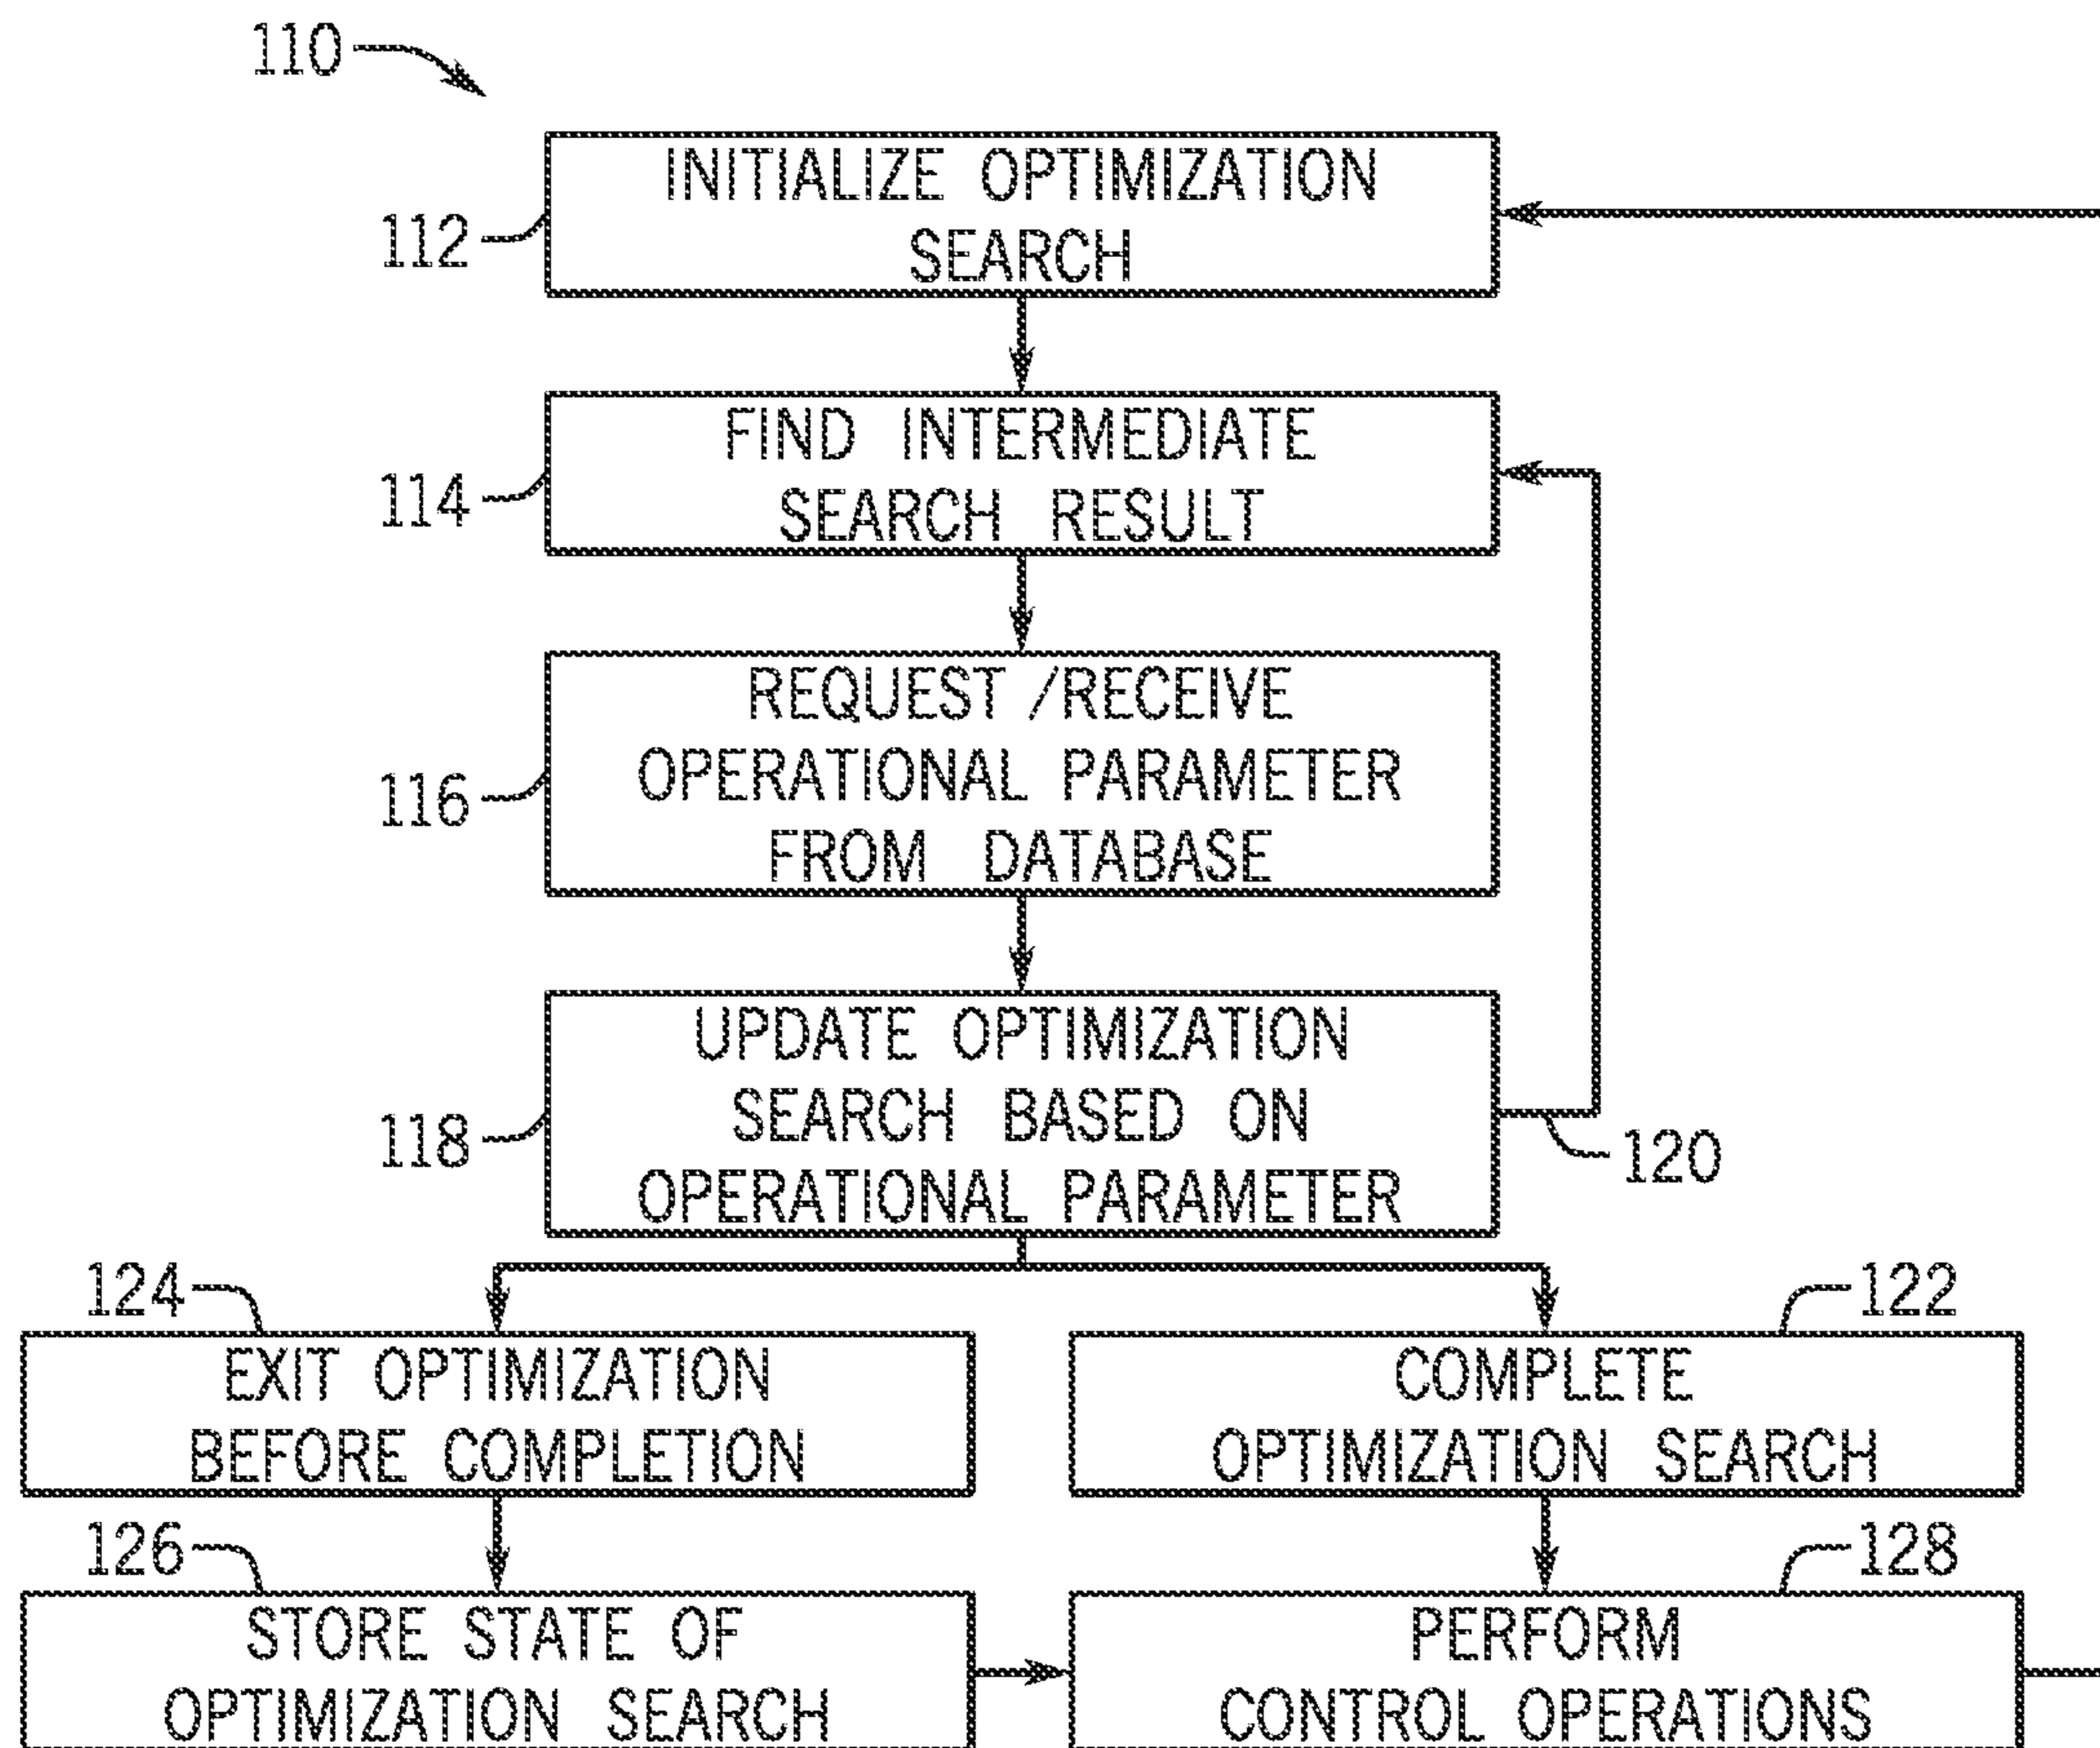 110
INITIALIZE OPTIMIZATION
SEARCH
112
FIND INTERMEDIATE
SEARCH RESULT
114
REQUEST /RECEIVE
OPERATIONAL PARAMETER
FROM DATABASE
116
UPDATE OPTIMIZATION
SEARCH BASED ON
OPERATIONAL PARAMETER
118
120
124
EXIT OPTIMIZATION
BEFORE COMPLETION
122
COMPLETE
OPTIMIZATION SEARCH
126
STORE STATE OF
OPTIMIZATION SEARCH
128
PERFORM
CONTROL OPERATIONS